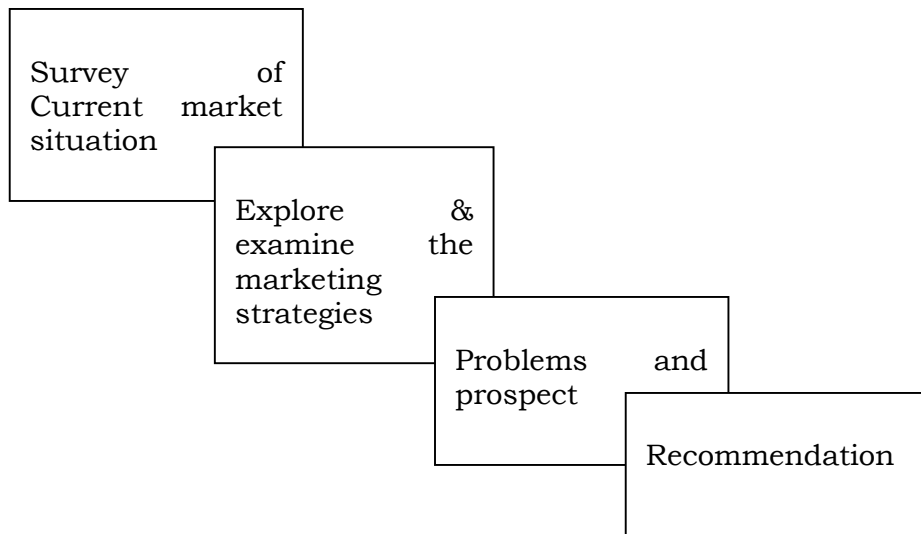 Survey of
Current market
situation
Explore &
examine the
marketing
strategies
Problems and
prospect
Recommendation